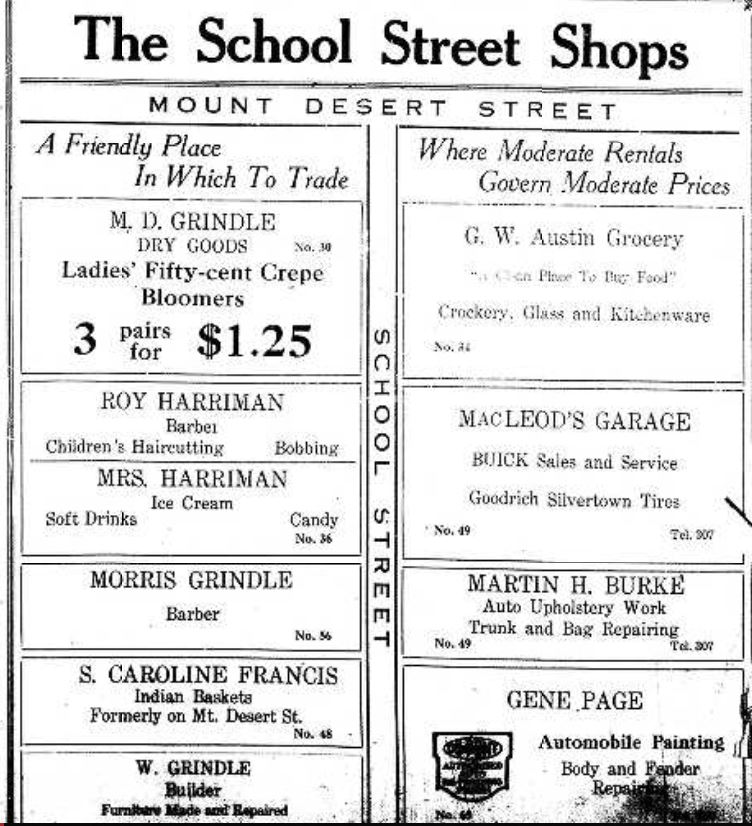 The School Street Shops
MOUNT DESERT STREET
A Friendly Place
In Which To Trade
M. D. GRINDLE
DRY GOODS No. 30
Ladies' Fifty-cent Crepe
Bloomers
3 pairs for $1.25
ROY HARRIMAN
Barber
Children's Haircutting Bobbing
MRS. HARRIMAN
Ice Cream
Soft Drinks Candy
No. 36
MORRIS GRINDLE
Barber
No. 56
S. CAROLINE FRANCIS
Indian Baskets
Formerly on Mt. Desert St.
No. 48
W. GRINDLE
Builder
Furniture Made and Repaired
SCHOOL STREET
Where Moderate Rentals
Govern Moderate Prices
G. W. Austin Grocery
Place To Buy Food"
Crockery, Glass and Kitchenware
No. 34
MACLEOD'S GARAGE
BUICK Sales and Service
Goodrich Silvertown Tires
No. 49 Tel. 307
MARTIN H. BURKE
Auto Upholstery Work
Trunk and Bag Repairing
No. 49 Tel. 307
GENE PAGE
Automobile Painting
Body and Fender
Repairing
No.